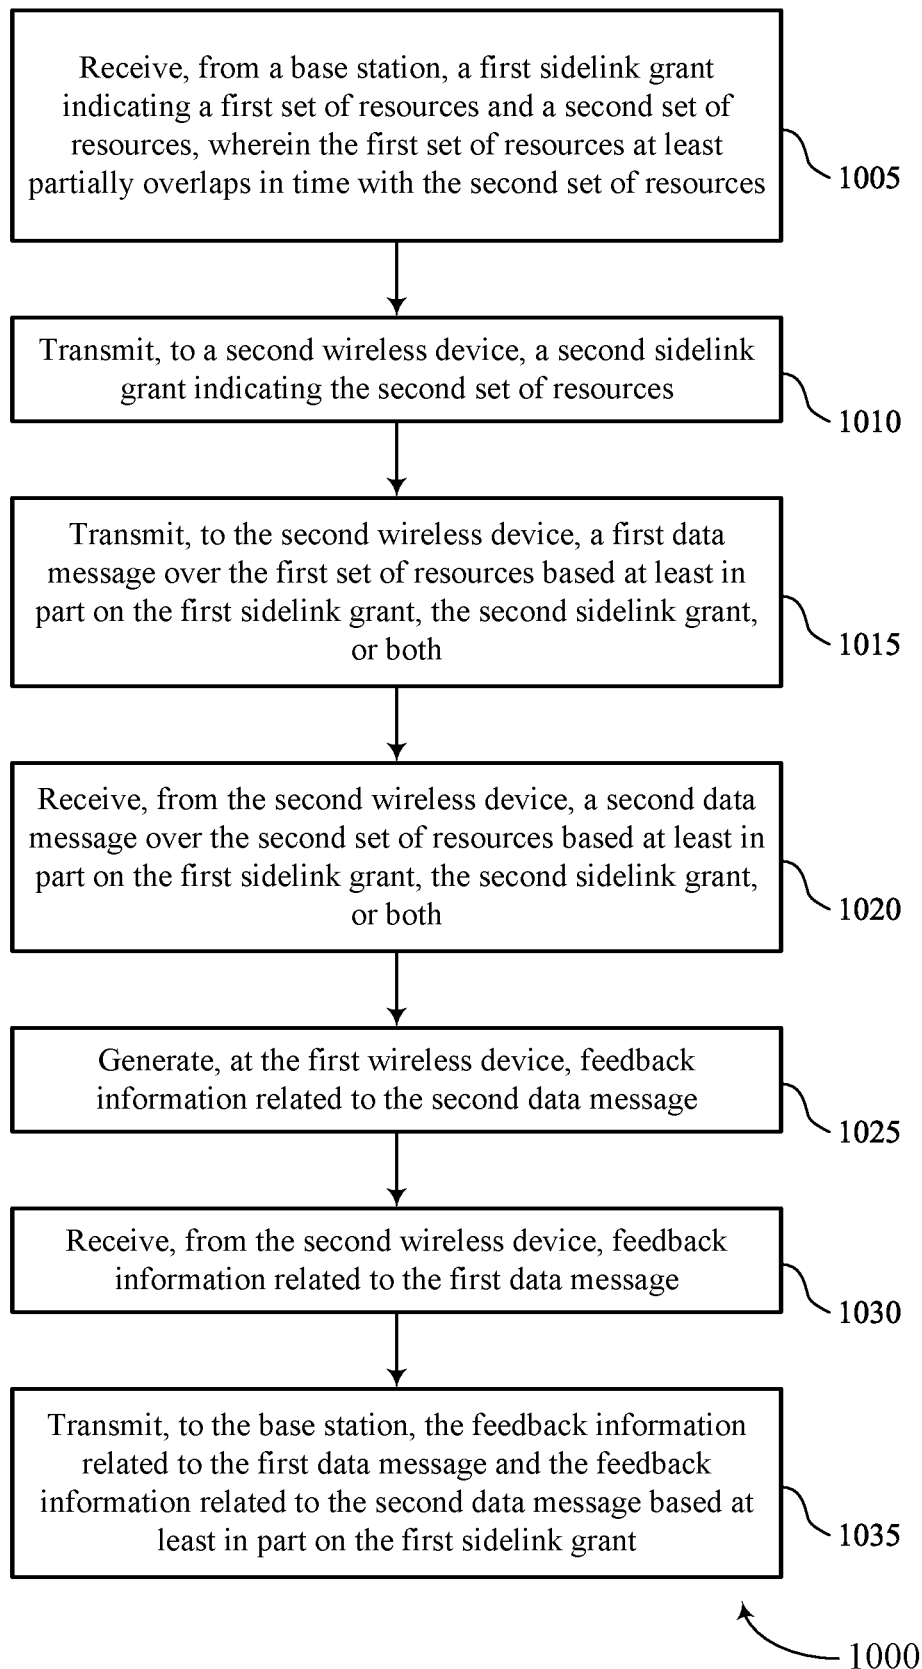 Receive, from a base station, a first sidelink grant
indicating a first set of resources and a second set of
resources, wherein the first set of resources at least
partially overlaps in time with the second set of resources
1005
Transmit, to a second wireless device, a second sidelink
grant indicating the second set of resources
1010
Transmit, to the second wireless device, a first data
message over the first set of resources based at least in
part on the first sidelink grant, the second sidelink grant,
or both
1015
Receive, from the second wireless device, a second data
message over the second set of resources based at least in
part on the first sidelink grant, the second sidelink grant,
or both
1020
Generate, at the first wireless device, feedback
information related to the second data message
1025
Receive, from the second wireless device, feedback
information related to the first data message
1030
Transmit, to the base station, the feedback information
related to the first data message and the feedback
information related to the second data message based at
least in part on the first sidelink grant
1035
1000